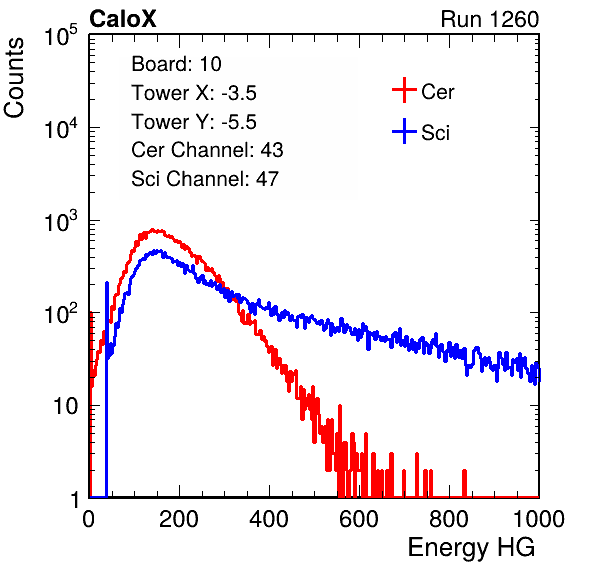 CaloX Run 1260
Counts
10^5
10^4
10^3
10^2
10
1
Board: 10
Tower X: -3.5
Tower Y: -5.5
Cer Channel: 43
Sci Channel: 47
Cer
Sci
0 200 400 600 800 1000
Energy HG